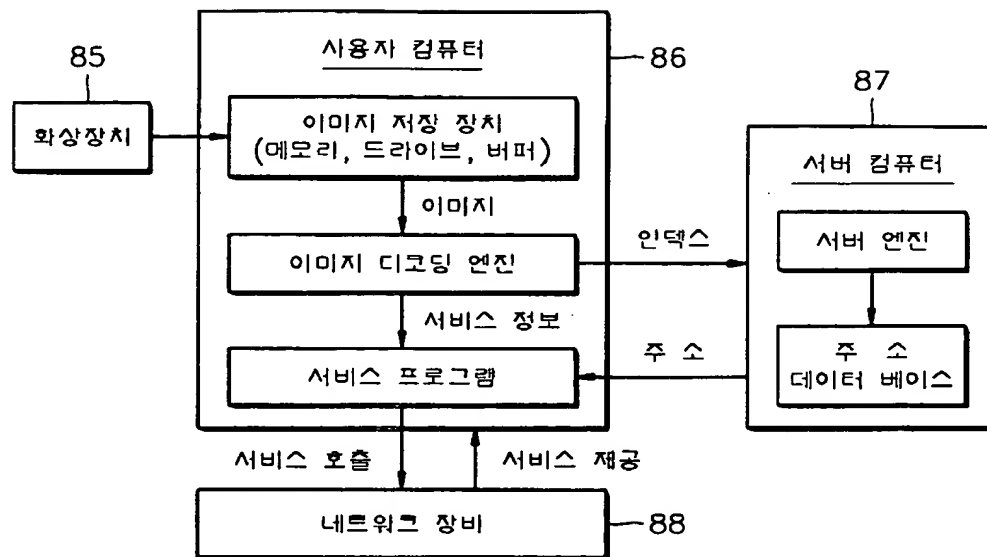 85
화상장치
사용자 컴퓨터
86
이미지 저장 장치
(메모리, 드라이브, 버퍼)
이미지
이미지 디코딩 엔진
서비스 정보
서비스 프로그램
인덱스
주 소
87
서버 컴퓨터
서버 엔진
주 소
데이터 베이스
서비스 호출
서비스 제공
네트워크 장비
88